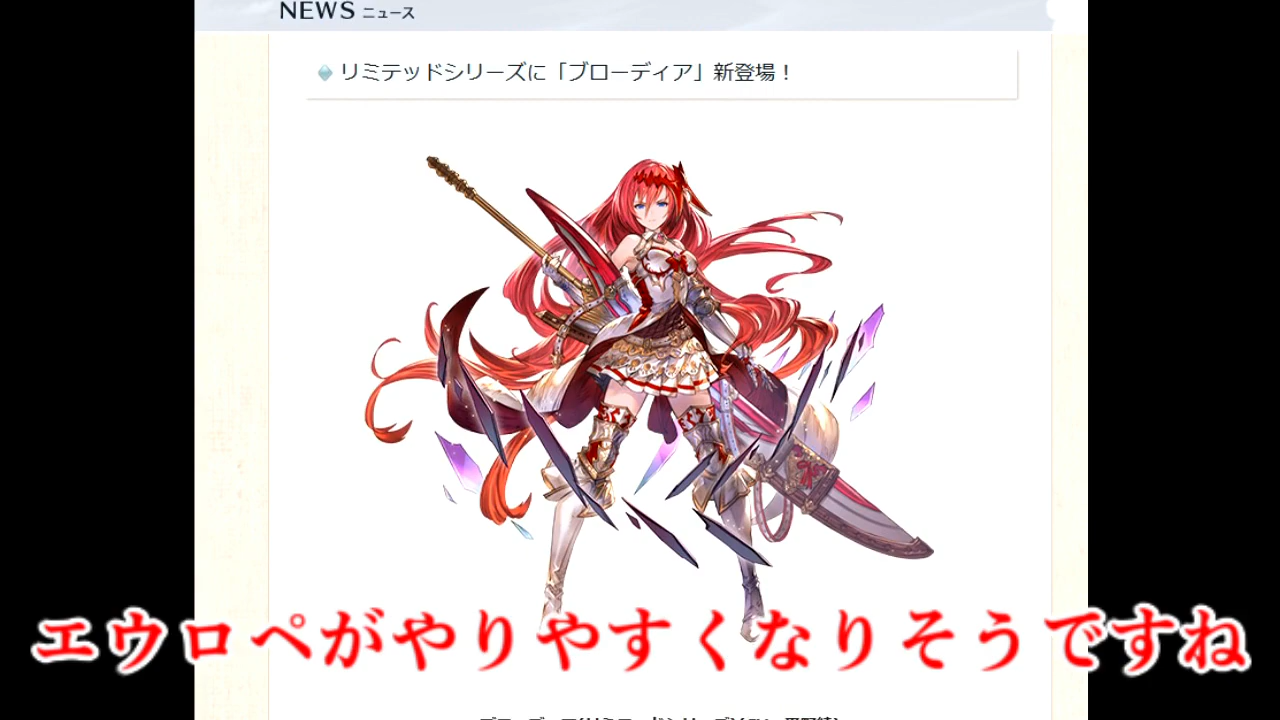 NEWS ニュース
リミテッドシリーズに「ブローディア」新登場！
エウロペがやりやすくなりそうですね